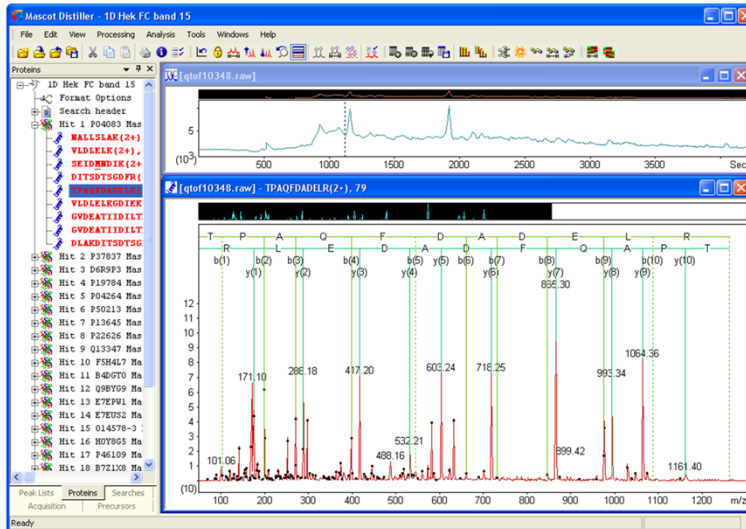 Mascot Distiller - 1D Hek FC band 15
File Edit View Processing Analysis Tools Windows Help
Proteins
1D Hek FC band 15
Format Options
Search header
Hit 1 P04083 Mas
NALLSLAK(2+)
VLDLELK(2+),
SEIDMNDIK(2+
DITSDTSGDFR(
TPAQFDADELR(
VLDLELKGDIEK
GVDEATIIDILT
GVDEATIIDILT
DLAKDITSDTSG
Hit 2 P37837 Ma
Hit 3 D6R9P3 Ma
Hit 4 P19784 Ma
Hit 5 P04264 Ma
Hit 6 P50213 Ma
Hit 7 P13645 Ma
Hit 8 P22626 Ma
Hit 9 Q13347 Ma
Hit 10 F5H4L7 Ma
Hit 11 B4DGT0 Ma
Hit 12 Q9BYG9 Ma
Hit 13 E7EPW1 Ma
Hit 14 E7EUS2 Ma
Hit 15 O14578-3
Hit 16 H0Y8G5 Ma
Hit 17 P46109 Ma
Hit 18 B7Z1X8 Ma
Peak Lists Proteins Searches
Acquisition Precursors
Ready
[qtof10348.raw]
5
(10³)
500 1000 1500 2000 2500 3000 3500 Sec
[qtof10348.raw] - TPAQFDADELR(2+), 79
T P A Q F D A D E L R
R L E D A D F Q A P T
b(1) b(2) b(3) b(4) b(5) y(5) b(6) b(7) b(8) b(9) b(10) y(10)
y(1) y(2) y(3) y(4) y(6) y(7) y(8) y(9)
865.30
12
11
10
9
8
7
6
5
4
3
2
1
(10)
171.10
288.18
417.20
603.24
718.25
993.34
1064.36
101.06
488.16
532.21
899.42
1161.40
100 200 300 400 500 600 700 800 900 1000 1100 1200 m/z